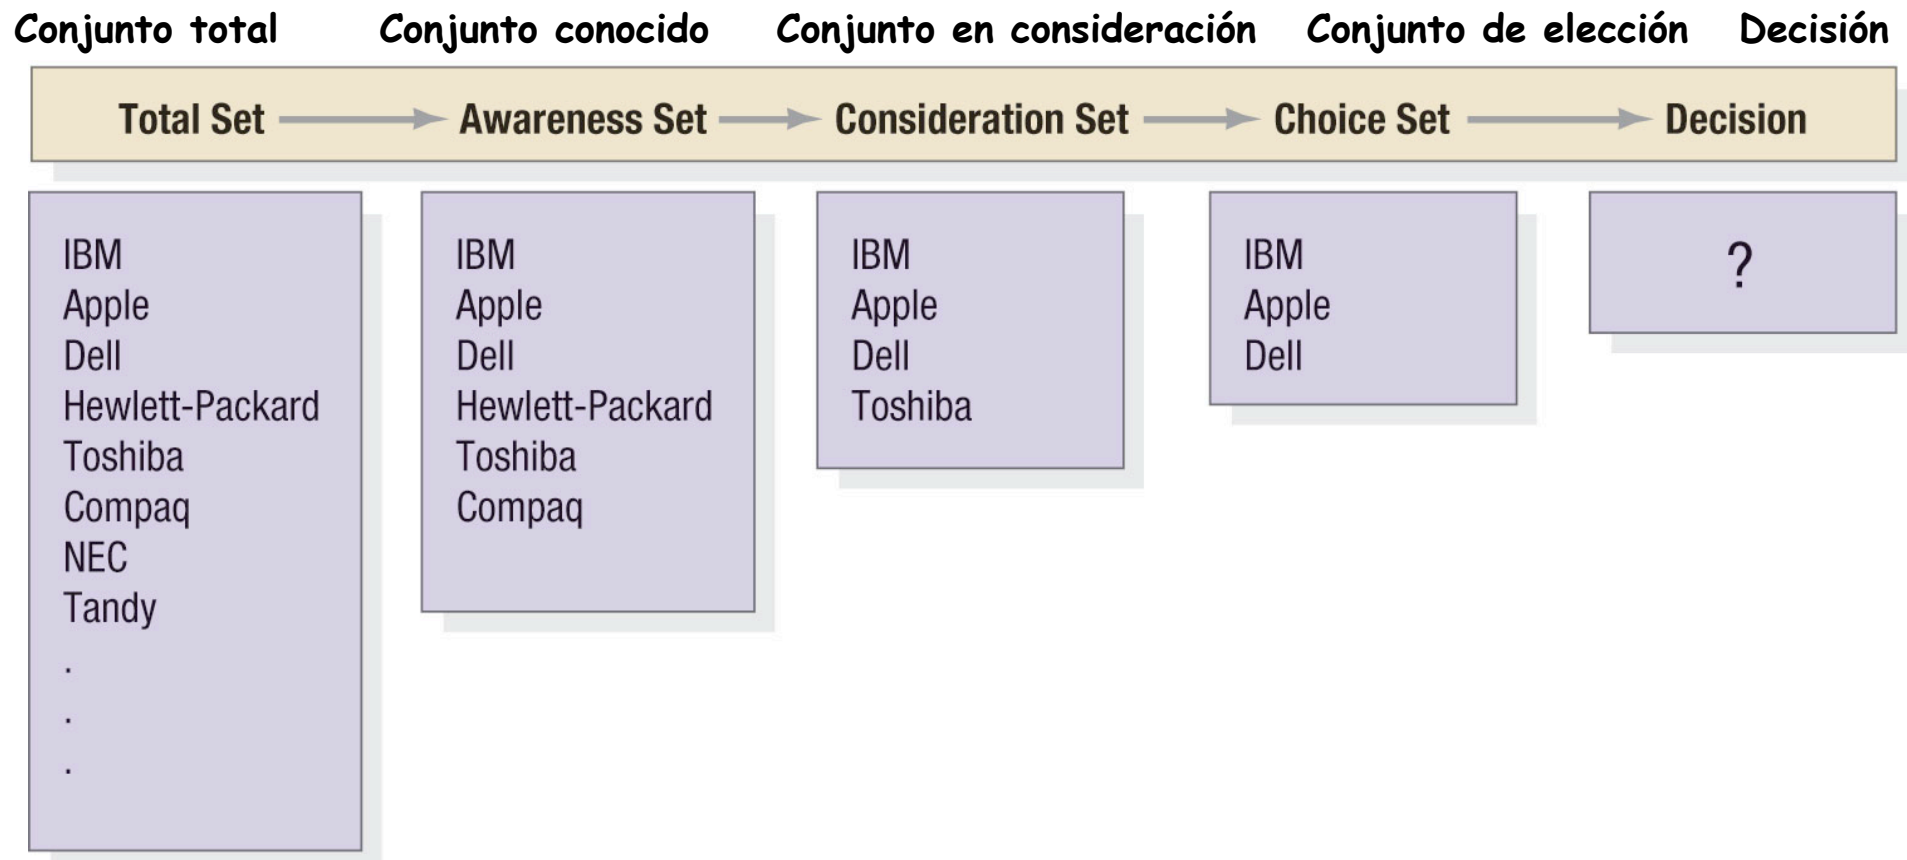 Conjunto total Conjunto conocido Conjunto en consideración Conjunto de elección Decisión
Total Set Awareness Set Consideration Set Choice Set Decision
IBM
Apple
Dell
Hewlett-Packard
Toshiba
Compaq
NEC
Tandy
.
.
.
IBM
Apple
Dell
Hewlett-Packard
Toshiba
Compaq
IBM
Apple
Dell
Toshiba
IBM
Apple
Dell
?